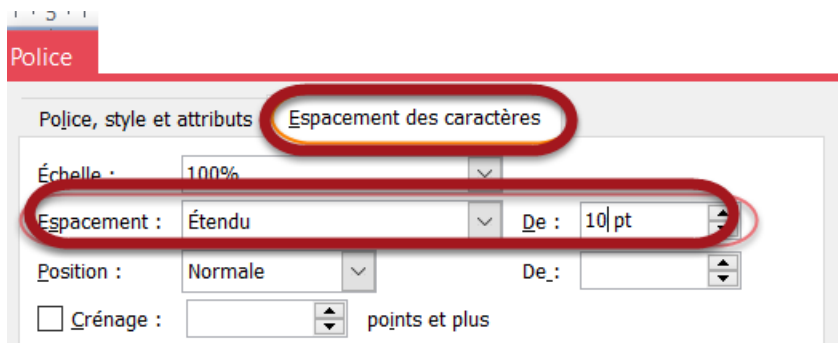 5
Police
Police, style et attributs Espacement des caractères
Échelle : 100%
Espacement : Étendu De : 10 pt
Position : Normale De :
Crénage : points et plus